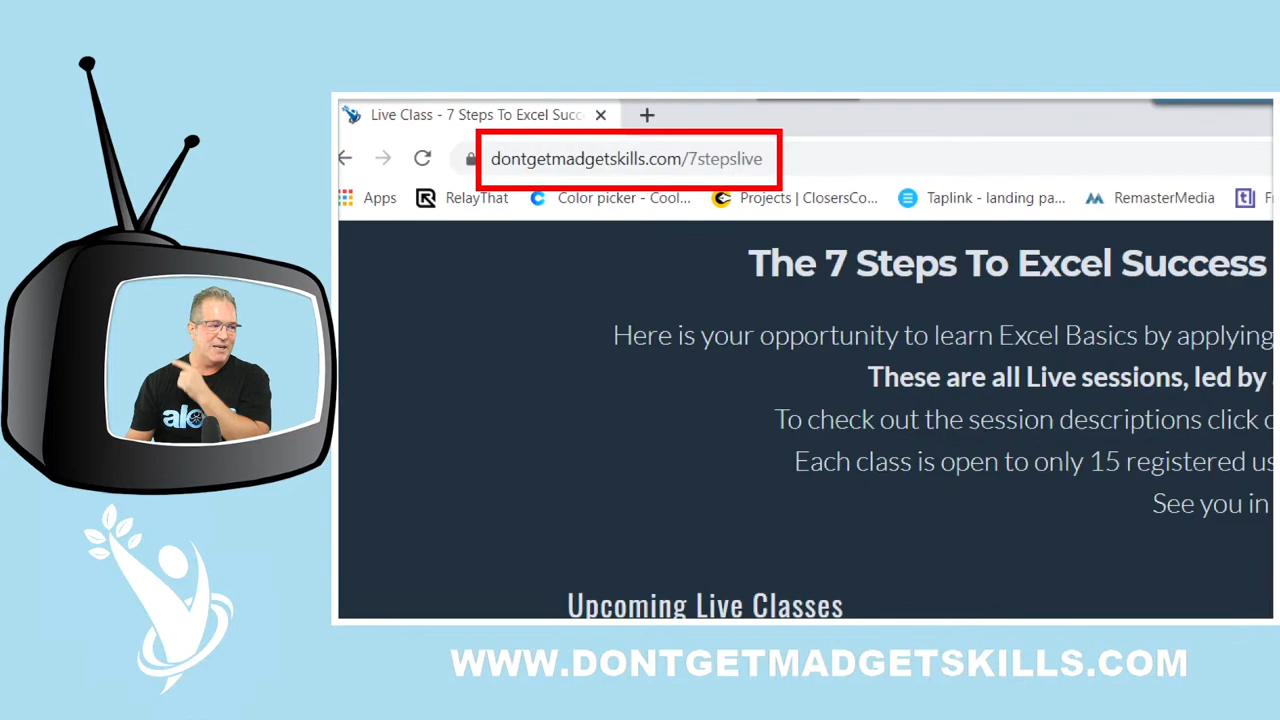 Live Class - 7 Steps To Excel Succ
dontgetmadgetskills.com/7stepslive
Apps RelayThat Color picker - Cool... Projects | ClosersCo... Taplink - landing pa... RemasterMedia
The 7 Steps To Excel Success
Here is your opportunity to learn Excel Basics by applying
These are all Live sessions, led by
To check out the session descriptions click
Each class is open to only 15 registered
See you in
Upcoming Live Classes
WWW.DONTGETMADGETSKILLS.COM